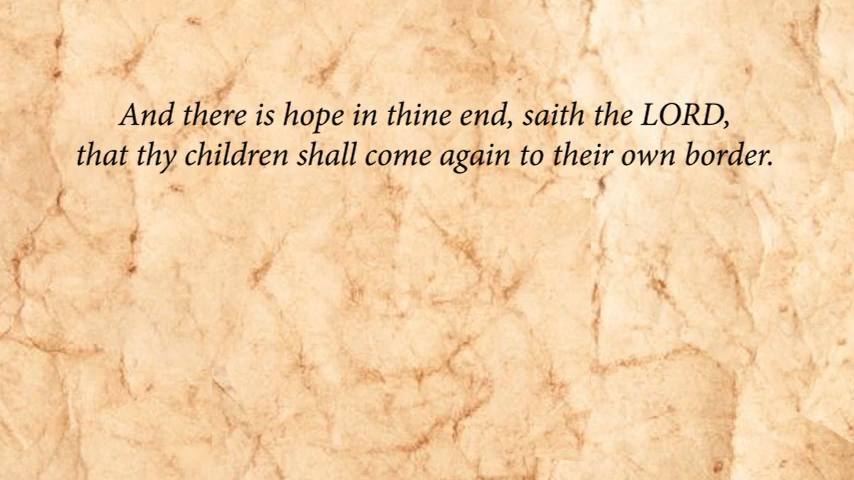 And there is hope in thine end, saith the LORD,
that thy children shall come again to their own border.